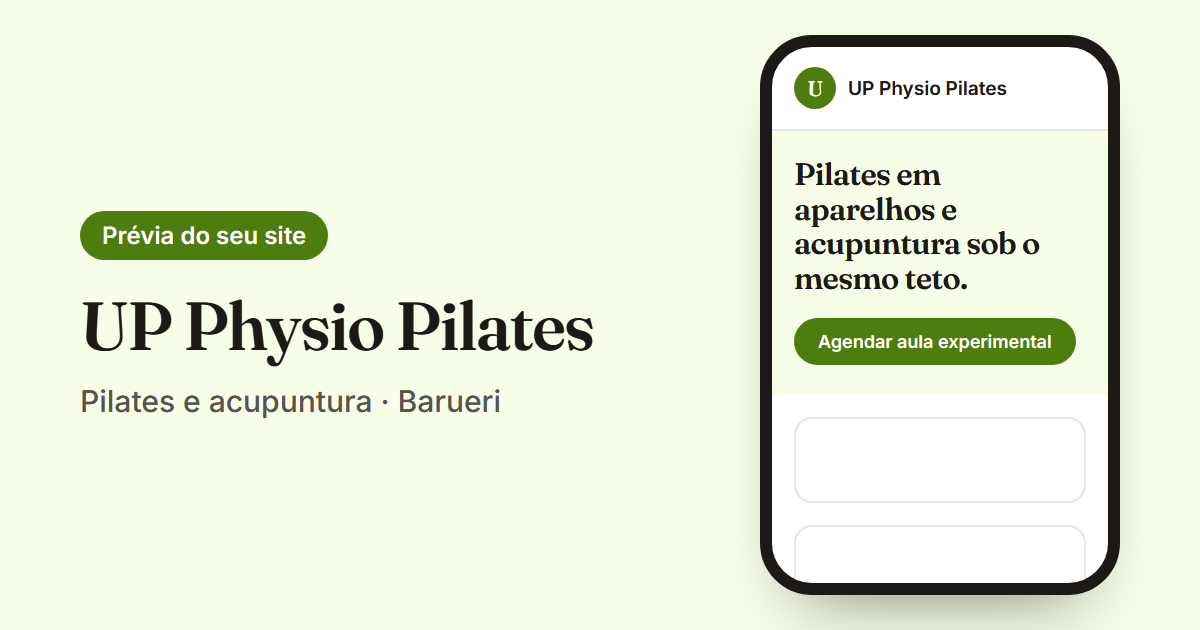 Prévia do seu site
UP Physio Pilates
Pilates e acupuntura · Barueri
U
UP Physio Pilates
Pilates em
aparelhos e
acupuntura sob o
mesmo teto.
Agendar aula experimental